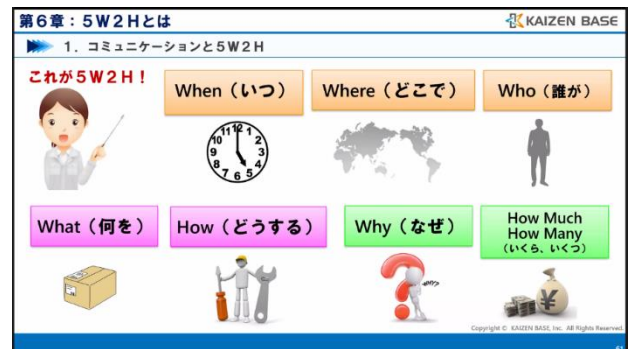 第6章：5W2Hとは
KAIZEN BASE
1．コミュニケーションと5W2H
これが5W2H！
When（いつ）
Where（どこで）
Who（誰が）
What（何を）
How（どうする）
Why（なぜ）
How Much
How Many
（いくら、いくつ）
WHY?
¥
Copyright © KAIZEN BASE, Inc. All Rights Reserved.